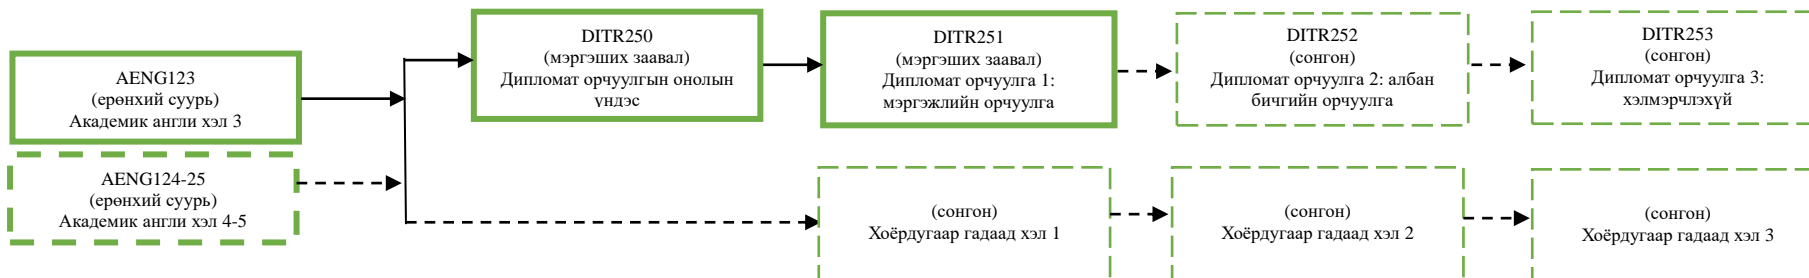 AENG123
(ерөнхий суурь)
Академик англи хэл 3
AENG124-25
(ерөнхий суурь)
Академик англи хэл 4-5
DITR250
(мэргэших заавал)
Дипломат орчуулгын онолын
үндэс
DITR251
(мэргэших заавал)
Дипломат орчуулга 1:
мэргэжлийн орчуулга
DITR252
(сонгон)
Дипломат орчуулга 2: албан
бичгийн орчуулга
DITR253
(сонгон)
Дипломат орчуулга 3:
хэлмэрчлэхүй
(сонгон)
Хоёрдугаар гадаад хэл 1
(сонгон)
Хоёрдугаар гадаад хэл 2
(сонгон)
Хоёрдугаар гадаад хэл 3